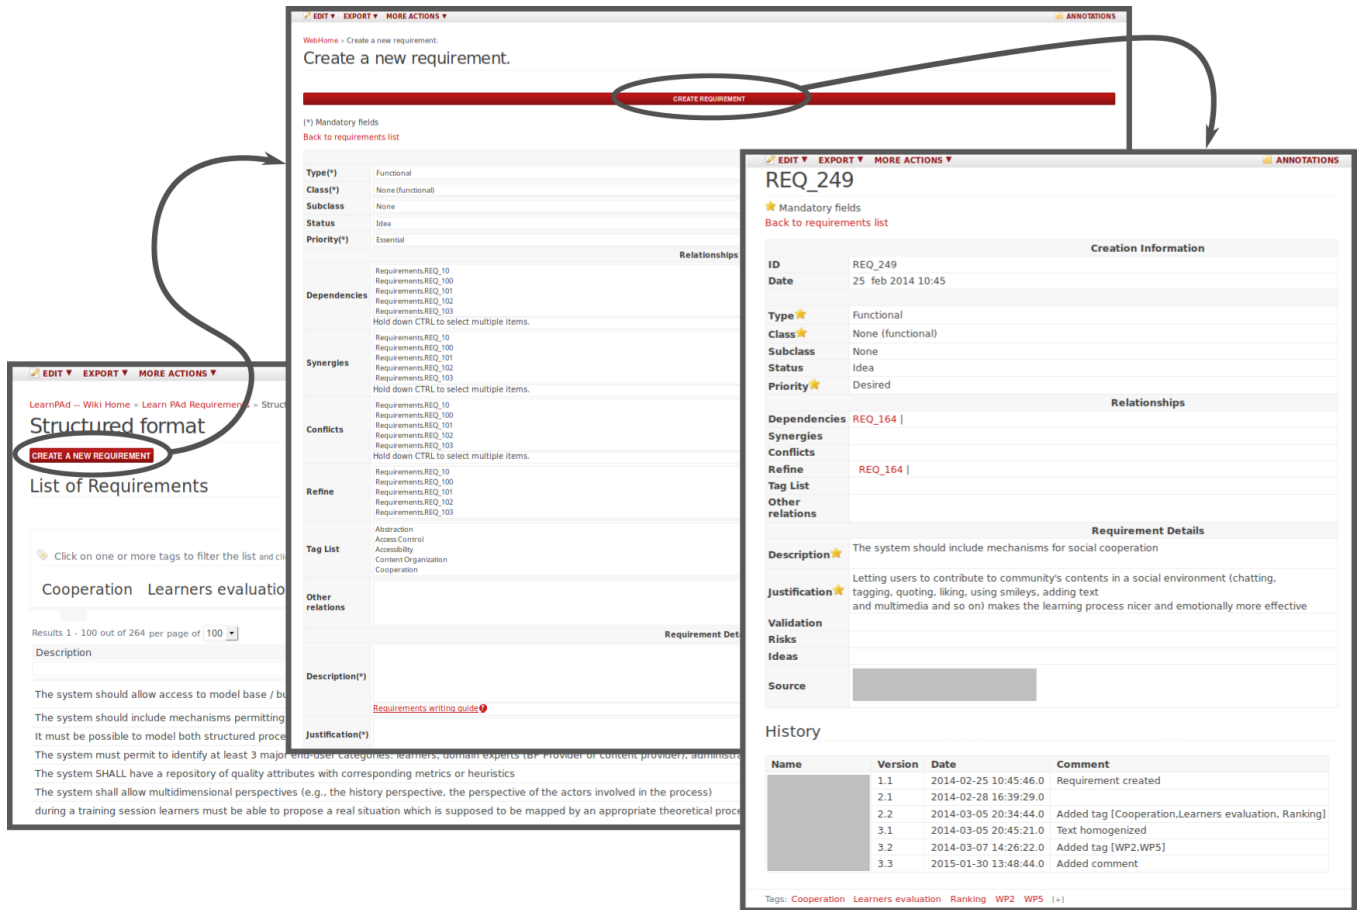 EDIT ▼ EXPORT ▼ MORE ACTIONS ▼ ANNOTATIONS
WebHome » Create a new requirement.
Create a new requirement.
CREATE REQUIREMENT
(*) Mandatory fields
Back to requirements list
Type(*) Functional
Class(*) None (functional)
Subclass None
Status Idea
Priority(*) Essential
Relationships
Dependencies
Requirements.REQ_10
Requirements.REQ_100
Requirements.REQ_101
Requirements.REQ_102
Requirements.REQ_103
Hold down CTRL to select multiple items.
Synergies
Requirements.REQ_10
Requirements.REQ_100
Requirements.REQ_101
Requirements.REQ_102
Requirements.REQ_103
Hold down CTRL to select multiple items.
Conflicts
Requirements.REQ_10
Requirements.REQ_100
Requirements.REQ_101
Requirements.REQ_102
Requirements.REQ_103
Hold down CTRL to select multiple items.
Refine
Requirements.REQ_10
Requirements.REQ_100
Requirements.REQ_101
Requirements.REQ_102
Requirements.REQ_103
Tag List
Abstraction
Access Control
Accessibility
Content Organization
Cooperation
Other
relations
Requirement Deta
Description(*)
Requirements writing guide?
Justification(*)
EDIT ▼ EXPORT ▼ MORE ACTIONS ▼
LearnPAd -- Wiki Home » Learn PAd Requirements » Struct
Structured format
CREATE A NEW REQUIREMENT
List of Requirements
Click on one or more tags to filter the list and cli
Cooperation Learners evaluatio
Results 1 - 100 out of 264 per page of 100
Description
The system should allow access to model base / bu
The system should include mechanisms permitting
It must be possible to model both structured proce
The system must permit to identify at least 3 major end-user categories: learners, domain experts (BP Provider or content provider), administra
The system SHALL have a repository of quality attributes with corresponding metrics or heuristics
The system shall allow multidimensional perspectives (e.g., the history perspective, the perspective of the actors involved in the process)
during a training session learners must be able to propose a real situation which is supposed to be mapped by an appropriate theoretical proce
EDIT ▼ EXPORT ▼ MORE ACTIONS ▼ ANNOTATIONS
REQ_249
Mandatory fields
Back to requirements list
Creation Information
ID REQ_249
Date 25 feb 2014 10:45
Type Functional
Class None (functional)
Subclass None
Status Idea
Priority Desired
Relationships
Dependencies REQ_164 |
Synergies
Conflicts
Refine REQ_164 |
Tag List
Other
relations
Requirement Details
Description The system should include mechanisms for social cooperation
Justification
Letting users to contribute to community's contents in a social environment (chatting,
tagging, quoting, liking, using smileys, adding text
and multimedia and so on) makes the learning process nicer and emotionally more effective
Validation
Risks
Ideas
Source
History
Name Version Date Comment
1.1 2014-02-25 10:45:46.0 Requirement created
2.1 2014-02-28 16:39:29.0
2.2 2014-03-05 20:34:44.0 Added tag [Cooperation,Learners evaluation, Ranking]
3.1 2014-03-05 20:45:21.0 Text homogenized
3.2 2014-03-07 14:26:22.0 Added tag [WP2,WP5]
3.3 2015-01-30 13:48:44.0 Added comment
Tags: Cooperation Learners evaluation Ranking WP2 WP5 [+]